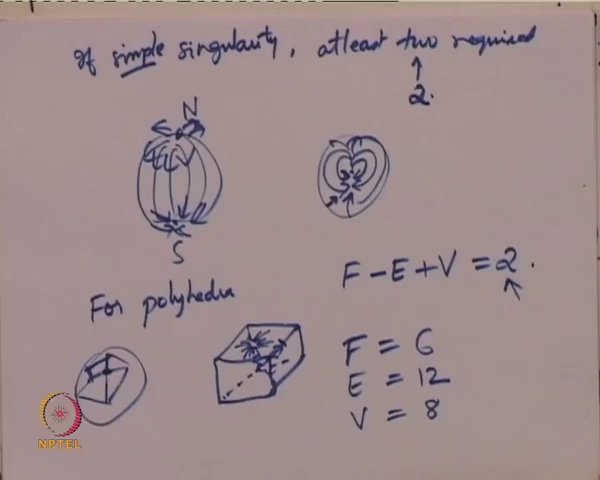 If simple singularity, atleast two required
2.
N
S
F - E + V = 2.
For polyhedra
F = 6
E = 12
V = 8
NPTEL